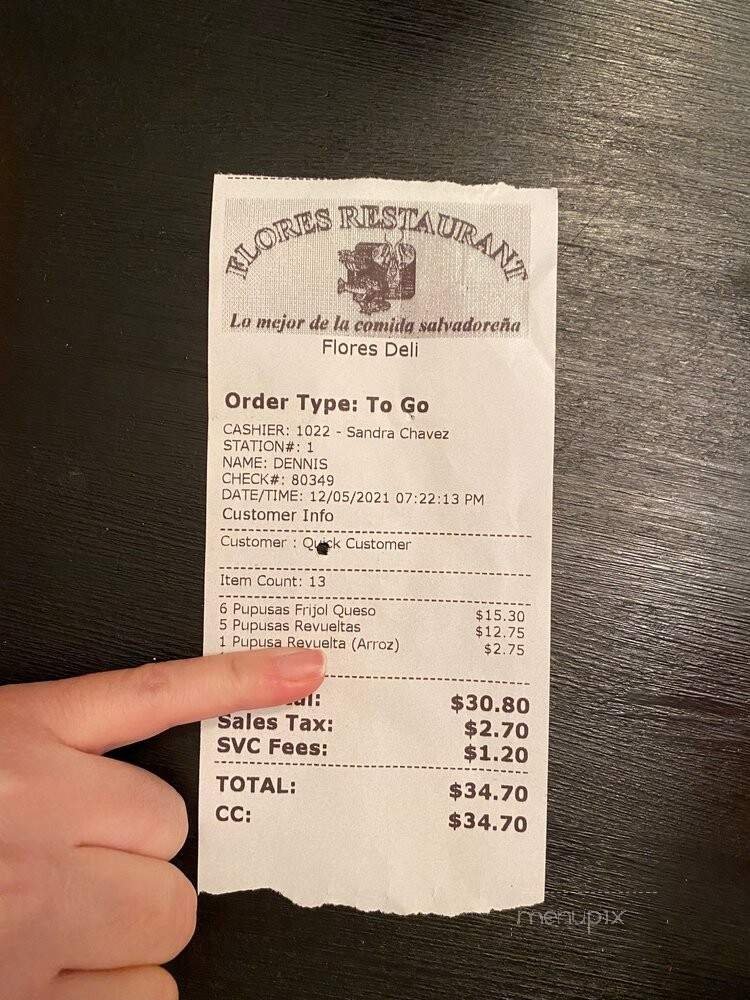 FLORES RESTAURANT
Lo mejor de la comida salvadoreña
Flores Deli
Order Type: To Go
CASHIER: 1022 - Sandra Chavez
STATION#: 1
NAME: DENNIS
CHECK#: 80349
DATE/TIME: 12/05/2021 07:22:13 PM
Customer Info
Customer : Quick Customer
Item Count: 13
6 Pupusas Frijol Queso $15.30
5 Pupusas Revueltas $12.75
1 Pupusa Revuelta (Arroz) $2.75
$30.80
Sales Tax: $2.70
SVC Fees: $1.20
TOTAL: $34.70
CC: $34.70
menupix